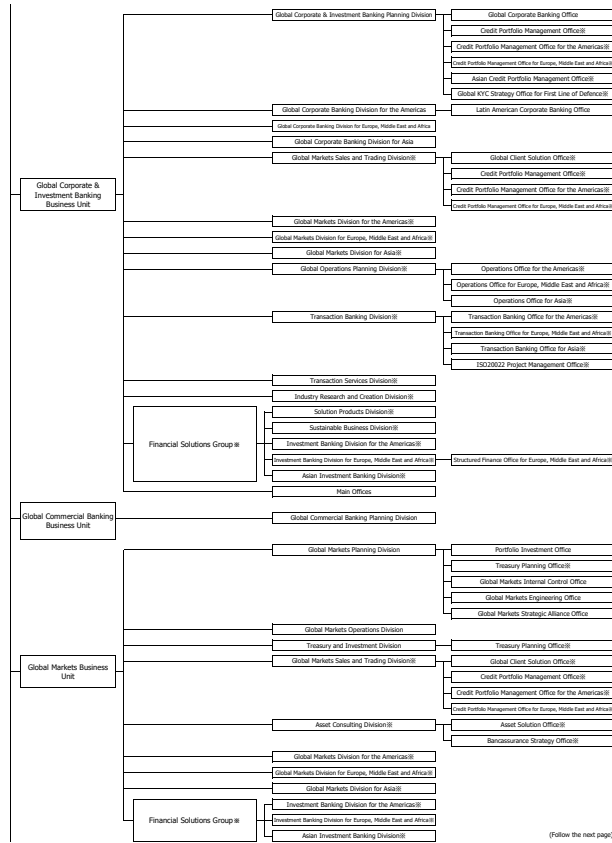 Global Corporate & Investment Banking Planning Division
Global Corporate Banking Office
Credit Portfolio Management Office※
Credit Portfolio Management Office for the Americas※
Credit Portfolio Management Office for Europe, Middle East and Africa※
Asian Credit Portfolio Management Office※
Global KYC Strategy Office for First Line of Defence※
Global Corporate Banking Division for the Americas
Latin American Corporate Banking Office
Global Corporate Banking Division for Europe, Middle East and Africa
Global Corporate Banking Division for Asia
Global Markets Sales and Trading Division※
Global Client Solution Office※
Credit Portfolio Management Office※
Credit Portfolio Management Office for the Americas※
Credit Portfolio Management Office for Europe, Middle East and Africa※
Global Corporate &
Investment Banking
Business Unit
Global Markets Division for the Americas※
Global Markets Division for Europe, Middle East and Africa※
Global Markets Division for Asia※
Global Operations Planning Division※
Operations Office for the Americas※
Operations Office for Europe, Middle East and Africa※
Operations Office for Asia※
Transaction Banking Division※
Transaction Banking Office for the Americas※
Transaction Banking Office for Europe, Middle East and Africa※
Transaction Banking Office for Asia※
ISO20022 Project Management Office※
Transaction Services Division※
Industry Research and Creation Division※
Financial Solutions Group※
Solution Products Division※
Sustainable Business Division※
Investment Banking Division for the Americas※
Investment Banking Division for Europe, Middle East and Africa※
Structured Finance Office for Europe, Middle East and Africa※
Asian Investment Banking Division※
Main Offices
Global Commercial Banking
Business Unit
Global Commercial Banking Planning Division
Global Markets Planning Division
Portfolio Investment Office
Treasury Planning Office※
Global Markets Internal Control Office
Global Markets Engineering Office
Global Markets Strategic Alliance Office
Global Markets Operations Division
Treasury and Investment Division
Treasury Planning Office※
Global Markets Business
Unit
Global Markets Sales and Trading Division※
Global Client Solution Office※
Credit Portfolio Management Office※
Credit Portfolio Management Office for the Americas※
Credit Portfolio Management Office for Europe, Middle East and Africa※
Asset Consulting Division※
Asset Solution Office※
Bancassurance Strategy Office※
Global Markets Division for the Americas※
Global Markets Division for Europe, Middle East and Africa※
Global Markets Division for Asia※
Financial Solutions Group※
Investment Banking Division for the Americas※
Investment Banking Division for Europe, Middle East and Africa※
Asian Investment Banking Division※
(Follow the next page)